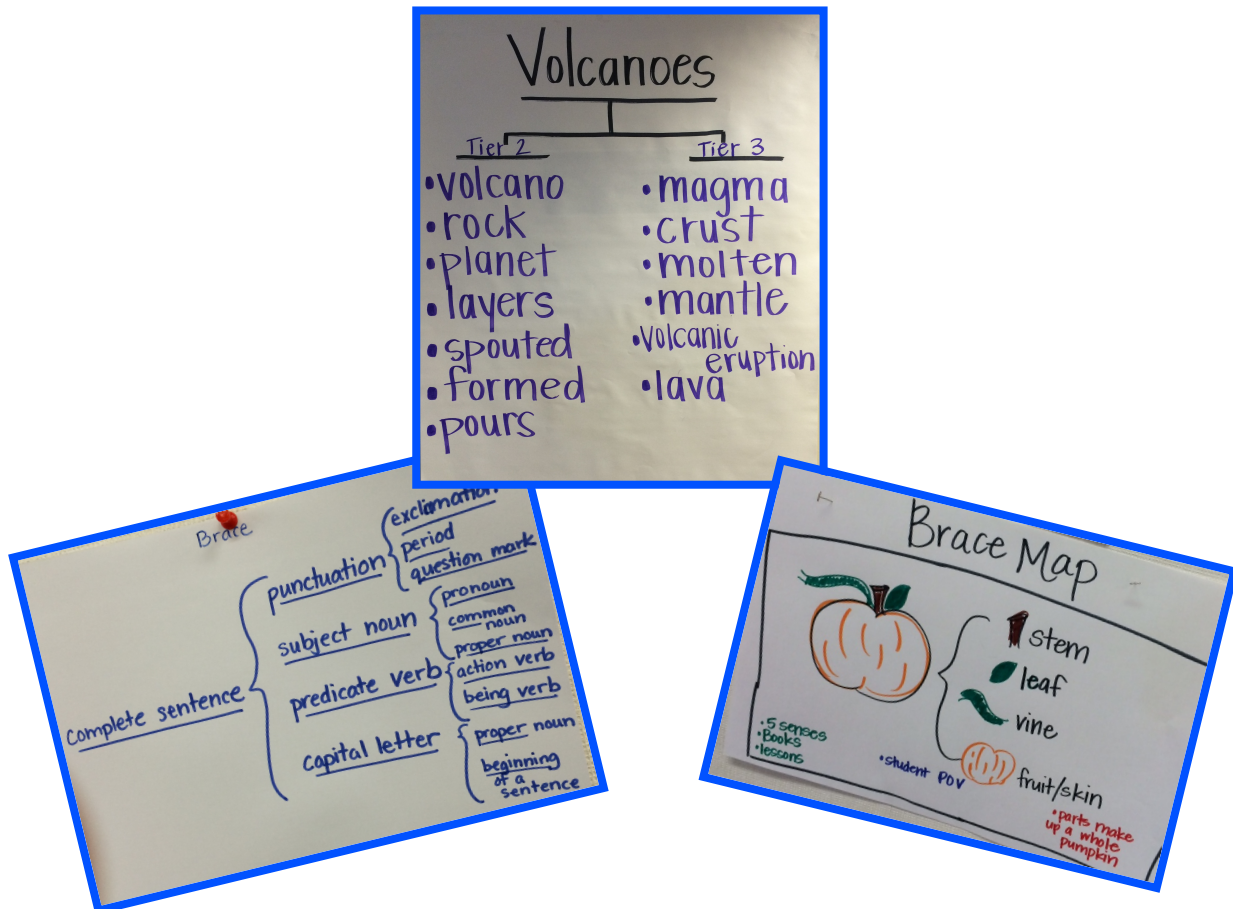 Volcanoes
Tier 2
•volcano
•rock
•planet
•layers
•spouted
•formed
•pours
Tier 3
•magma
•crust
•molten
•mantle
•volcanic
eruption
•lava
Brace
complete sentence
punctuation
exclamation
period
question mark
subject noun
pronoun
common
noun
proper noun
predicate verb
action verb
being verb
capital letter
proper noun
beginning
of a
sentence
Brace Map
stem
leaf
vine
fruit/skin
•5 senses
•Books
•lessons
•student POV
•parts make
up a whole
pumpkin